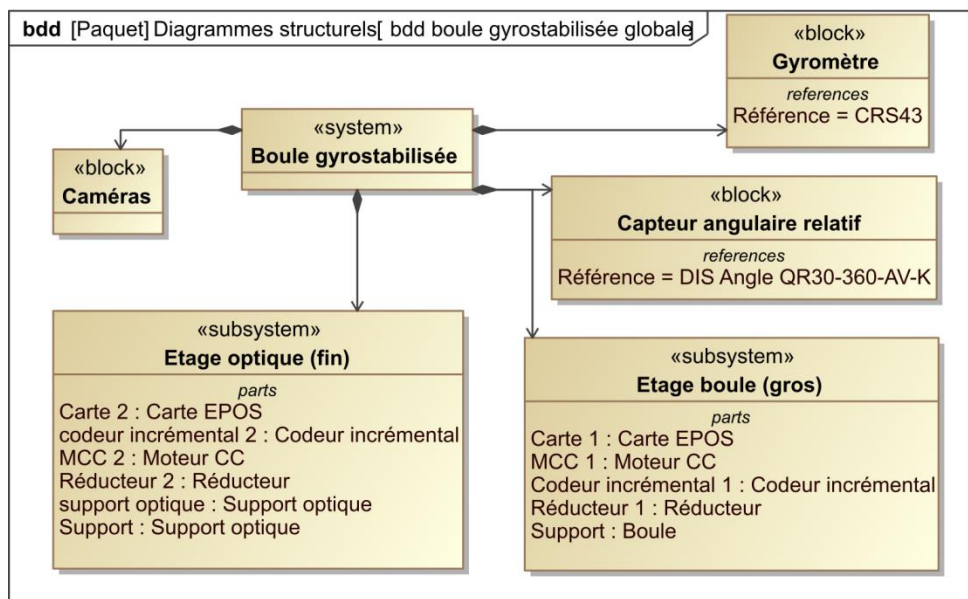 bdd [Paquet] Diagrammes structurels[ bdd boule gyrostabilisée globale]
«block»
Gyromètre
references
Référence = CRS43
«system»
Boule gyrostabilisée
«block»
Caméras
«block»
Capteur angulaire relatif
references
Référence = DIS Angle QR30-360-AV-K
«subsystem»
Etage optique (fin)
parts
Carte 2 : Carte EPOS
codeur incrémental 2 : Codeur incrémental
MCC 2 : Moteur CC
Réducteur 2 : Réducteur
support optique : Support optique
Support : Support optique
«subsystem»
Etage boule (gros)
parts
Carte 1 : Carte EPOS
MCC 1 : Moteur CC
Codeur incrémental 1 : Codeur incrémental
Réducteur 1 : Réducteur
Support : Boule